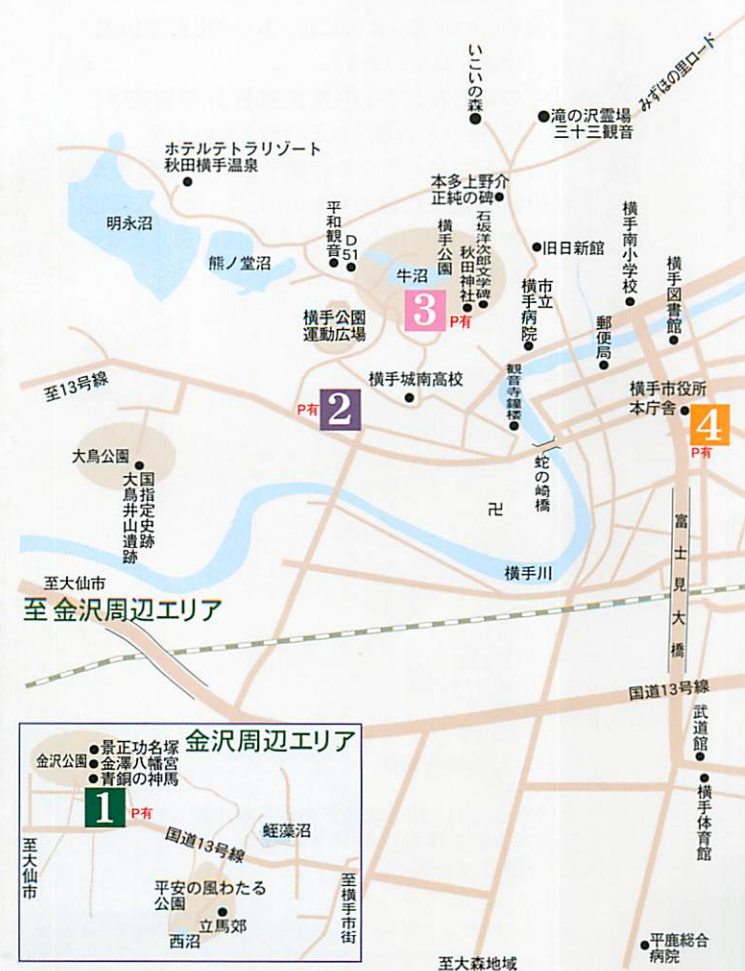 いこいの森
みずほの里ロード
滝の沢霊場
三十三観音
ホテルテトラリゾート
秋田横手温泉
本多上野介
正純の碑
明永沼
熊ノ堂沼
平和観音
D51
牛沼
横手公園
秋田神社
石坂洋次郎文学碑
旧日新館
横手南小学校
横手図書館
3
P有
市立
横手病院
郵便局
横手公園
運動広場
観音寺鐘楼
横手城南高校
横手市役所
本庁舎
4
P有
至13号線
P有
2
大鳥公園
国指定史跡
大鳥井山遺跡
蛇の崎橋
卍
横手川
富士見大橋
至大仙市
至 金沢周辺エリア
国道13号線
武道館
横手体育館
金沢周辺エリア
景正功名塚
金沢公園
金澤八幡宮
青銅の神馬
1
P有
国道13号線
蛭藻沼
至大仙市
平安の風わたる
公園
立馬郊
西沼
至横手市街
平鹿総合
病院
至大森地域